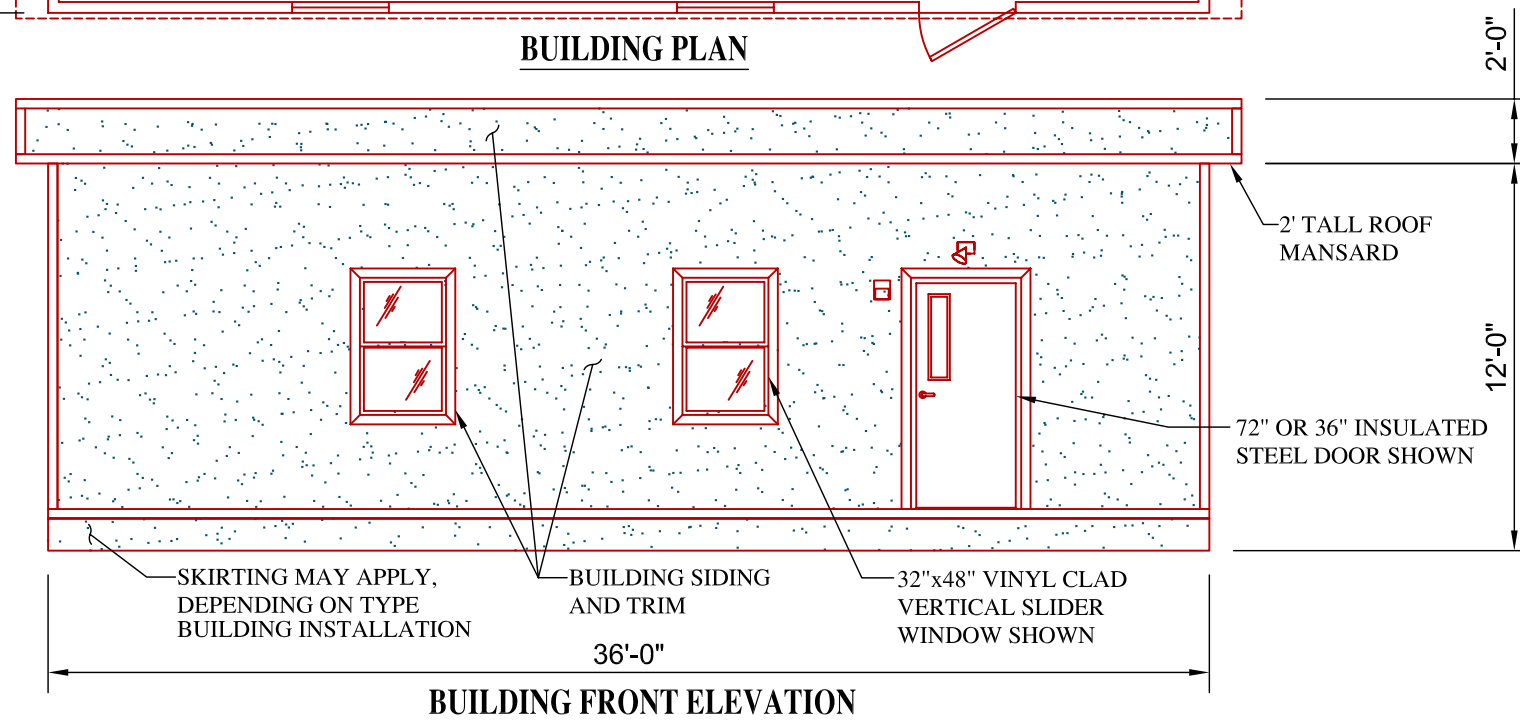 BUILDING PLAN
2'-0"
2' TALL ROOF
MANSARD
12'-0"
72" OR 36" INSULATED
STEEL DOOR SHOWN
SKIRTING MAY APPLY,
DEPENDING ON TYPE
BUILDING INSTALLATION
BUILDING SIDING
AND TRIM
32"x48" VINYL CLAD
VERTICAL SLIDER
WINDOW SHOWN
36'-0"
BUILDING FRONT ELEVATION